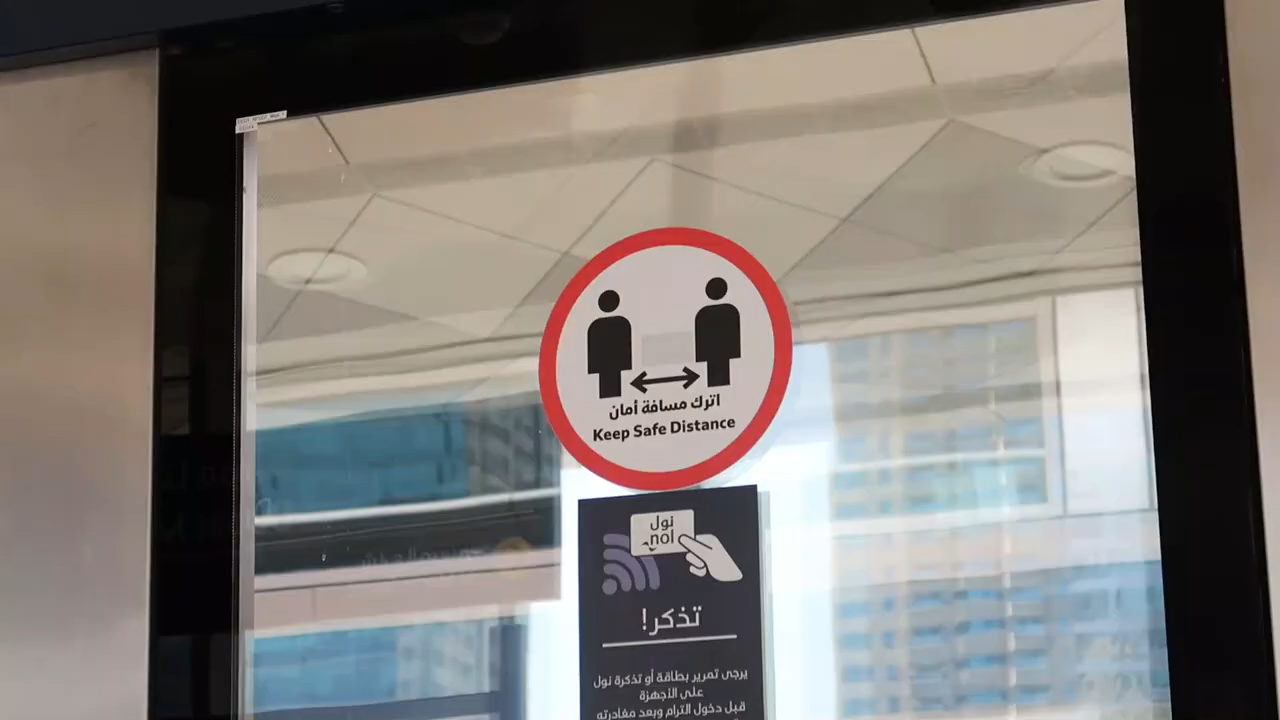 اترك مسافة أمان
Keep Safe Distance
نول
nol
تذكر!
يرجى تمرير بطاقة أو تذكرة نول
على الأجهزة
قبل دخول الترام وبعد مغادرته